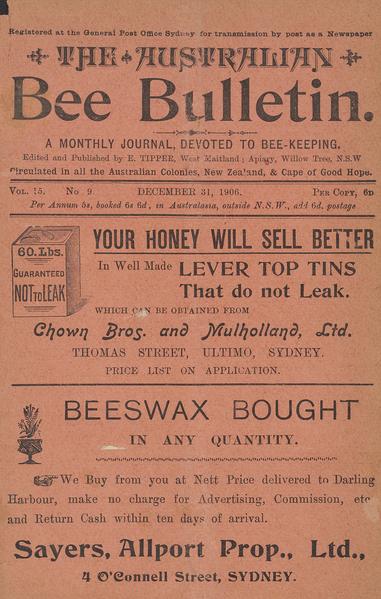 Registered at the General Post Office Sydney for transmission by post as a Newspaper
THE AUSTRALIAN
Bee Bulletin.
A MONTHLY JOURNAL, DEVOTED TO BEE-KEEPING.
Edited and Published by E. TIPPER, West Maitland; Apiary, Willow Tree, N.S.W
Circulated in all the Australian Colonies, New Zealand, & Cape of Good Hope.
VOL. 15. No 9. DECEMBER 31, 1906. PER COPY, 6D
Per Annum 5s, booked 6s 6d, in Australasia, outside N.S.W., add 6d. postage
60.Lbs.
GUARANTEED
NOT TO LEAK
YOUR HONEY WILL SELL BETTER
In Well Made LEVER TOP TINS
That do not Leak.
WHICH CAN BE OBTAINED FROM
Chown Bros. and Mulholland, Ltd.
THOMAS STREET, ULTIMO, SYDNEY.
PRICE LIST ON APPLICATION.
BEESWAX BOUGHT
IN ANY QUANTITY.
We Buy from you at Nett Price delivered to Darling
Harbour, make no charge for Advertising, Commission, etc
and Return Cash within ten days of arrival.
Sayers, Allport Prop., Ltd.,
4 O'Connell Street, SYDNEY.